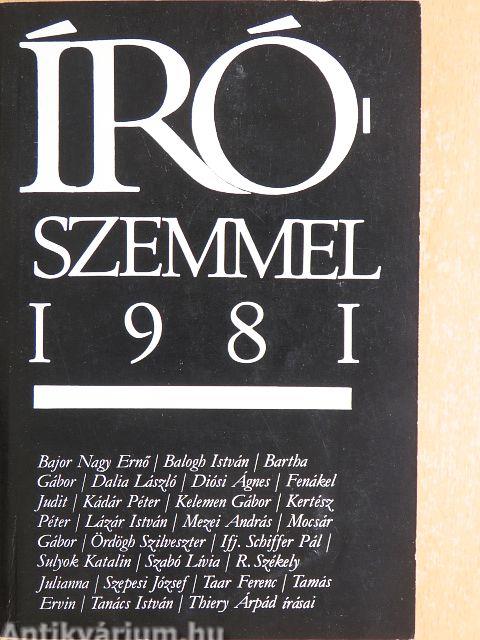 ÍRÓ-
SZEMMEL
1981
Bajor Nagy Ernő | Balogh István | Bartha
Gábor | Dalia László | Diósi Ágnes | Fenákel
Judit | Kádár Péter | Kelemen Gábor | Kertész
Péter | Lázár István | Mezei András | Mocsár
Gábor | Ördögh Szilveszter | Ifj. Schiffer Pál |
Sulyok Katalin | Szabó Lívia | R. Székely
Julianna | Szepesi József | Taar Ferenc | Tamás
Ervin | Tanács István | Thiery Árpád írásai
Antikvárium.hu